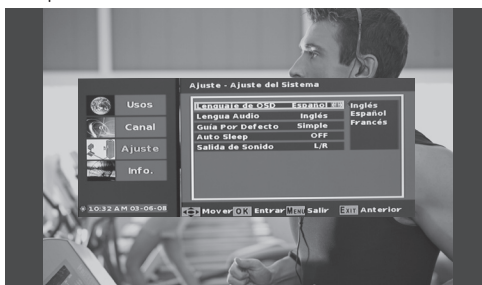 Ajuste - Ajuste del Sistema
Usos
Canal
Ajuste
Info.
Lenguaje de OSD Español
Lengua Audio Inglés
Guía Por Defecto Simple
Auto Sleep OFF
Salida de Sonido L/R
Inglés
Español
Francés
10:32 AM 03-06-08
Mover OK Entrar MENU Salir EXIT Anterior